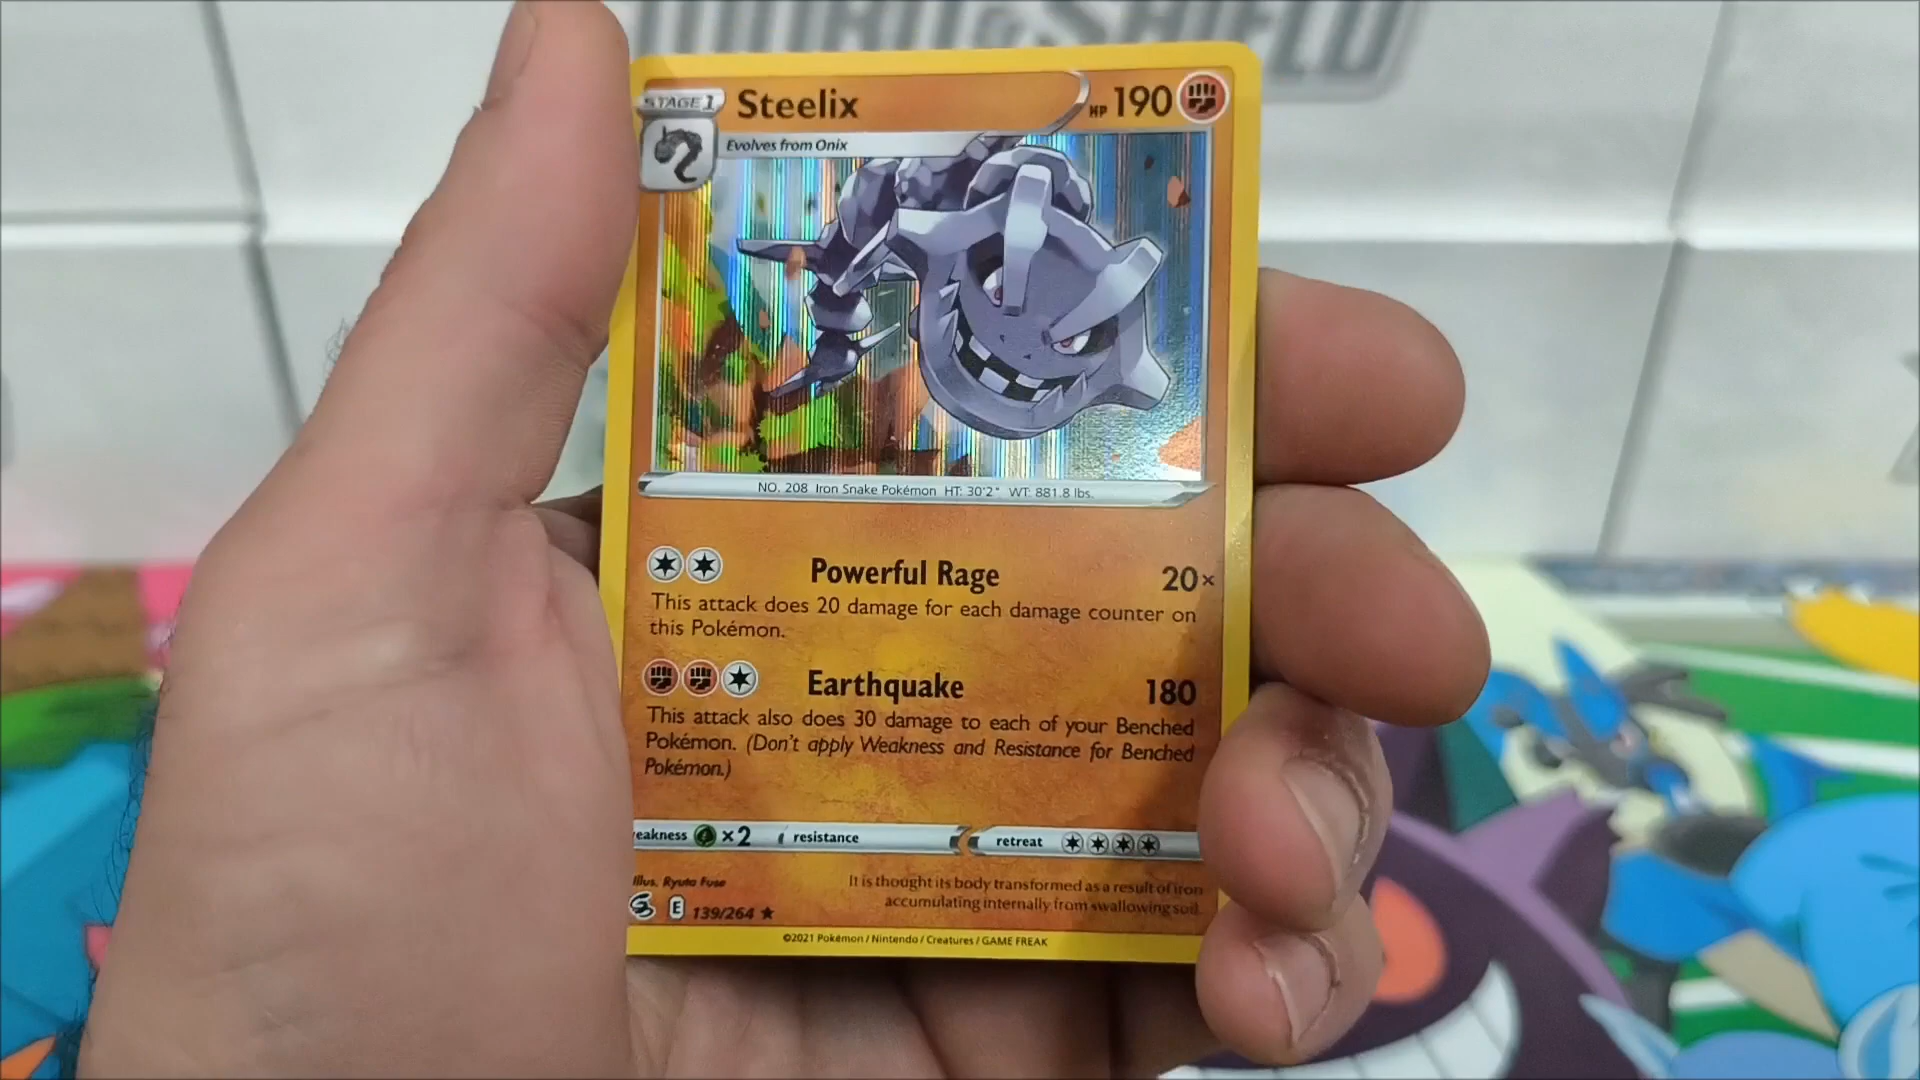 STAGE 1
Steelix
HP 190
Evolves from Onix
NO. 208 Iron Snake Pokémon HT: 30'2" WT: 881.8 lbs.
Powerful Rage 20×
This attack does 20 damage for each damage counter on
this Pokémon.
Earthquake 180
This attack also does 30 damage to each of your Benched
Pokémon. (Don't apply Weakness and Resistance for Benched
Pokémon.)
eakness ×2 resistance retreat
Illus. Ryuta Fuse
It is thought its body transformed as a result of iron
accumulating internally from swallowing soil.
E 139/264 ★
©2021 Pokémon / Nintendo / Creatures / GAME FREAK